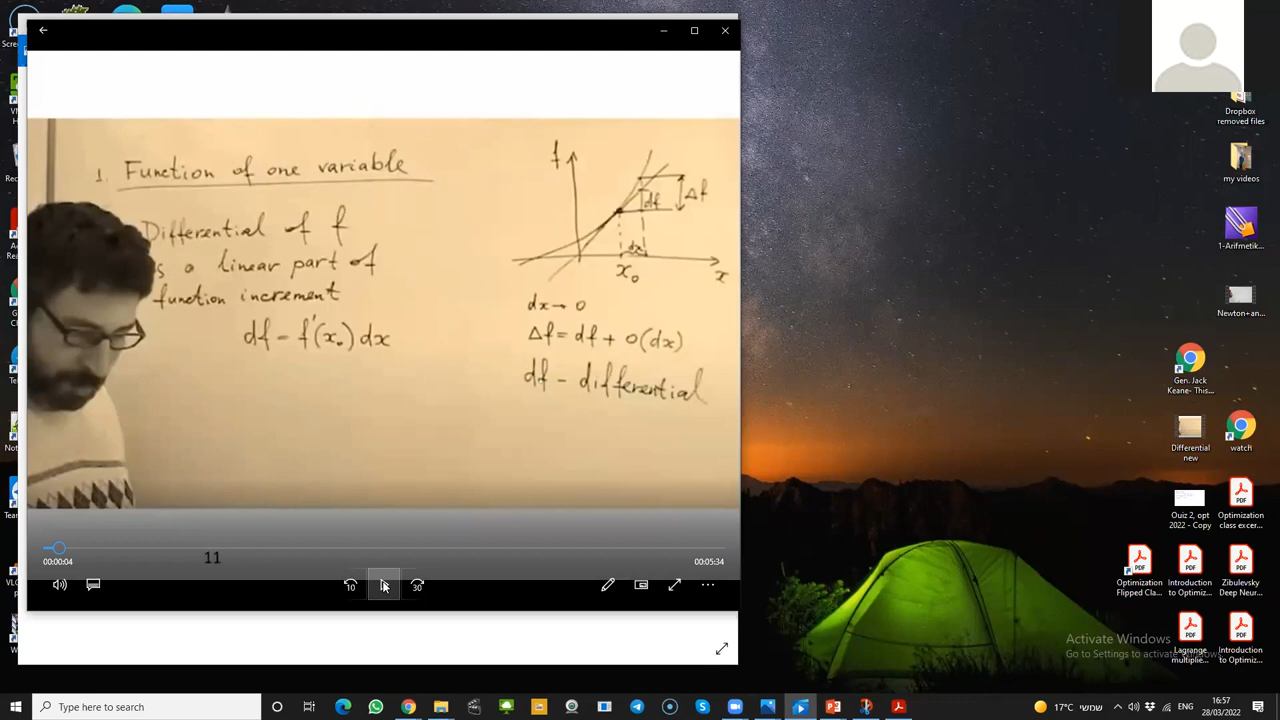 1. Function of one variable
Differential of f
is a linear part of
function increment
df = f'(x₀) dx
f
df
Δf
dx
x₀
x
dx → 0
Δf = df + o(dx)
df - differential
00:00:04
11
00:05:34
10
30
Dropbox removed files
my videos
1-Arifmetik...
Newton+an...
Gen. Jack Keane- This...
Differential new
watch
Ouiz 2, opt 2022 - Copy
Optimization class excer...
Optimization Flipped Cla...
Introduction to Optimiz...
Zibulevsky Deep Neur...
Lagrange multiplie...
Introduction to Optimiz...
Activate Windows
Go to Settings to activate Windows.
Type here to search
17°C
שמשי
ENG
16:57
28/03/2022